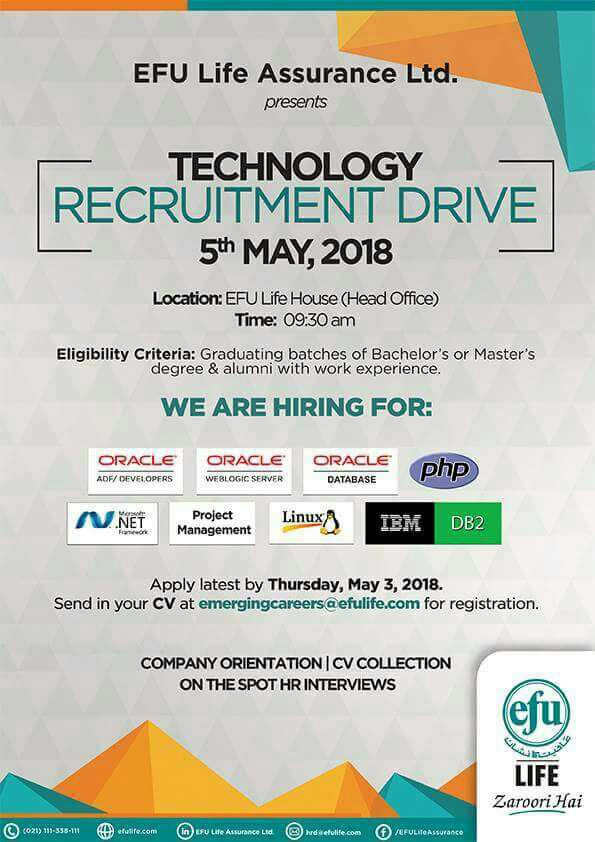 EFU Life Assurance Ltd.
presents
TECHNOLOGY
RECRUITMENT DRIVE
5th MAY, 2018
Location: EFU Life House (Head Office)
Time: 09:30 am
Eligibility Criteria: Graduating batches of Bachelor's or Master's
degree & alumni with work experience.
WE ARE HIRING FOR:
ORACLE
ADF/ DEVELOPERS
ORACLE
WEBLOGIC SERVER
ORACLE
DATABASE
php
Microsoft
.NET
Framework
Project
Management
Linux
IBM
DB2
Apply latest by Thursday, May 3, 2018.
Send in your CV at emergingcareers@efulife.com for registration.
COMPANY ORIENTATION | CV COLLECTION
ON THE SPOT HR INTERVIEWS
efu
LIFE
Zaroori Hai
(021) 111-338-111
efulife.com
in EFU Life Assurance Ltd.
hrd@efulife.com
f /EFULifeAssurance